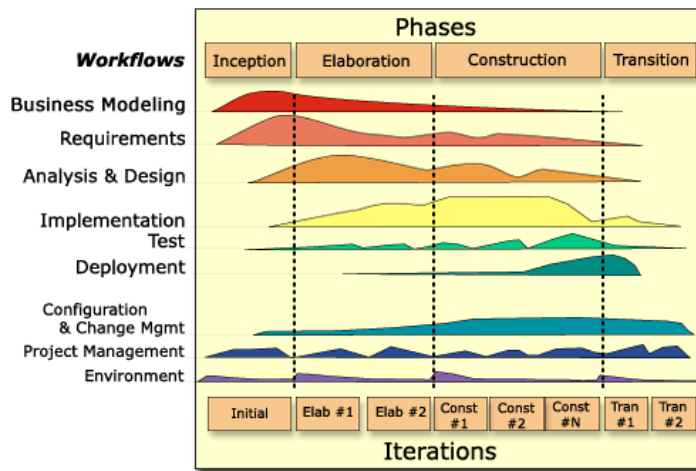 Phases
Workflows
Inception
Elaboration
Construction
Transition
Business Modeling
Requirements
Analysis & Design
Implementation
Test
Deployment
Configuration
& Change Mgmt
Project Management
Environment
Initial
Elab #1
Elab #2
Const
#1
Const
#2
Const
#N
Tran
#1
Tran
#2
Iterations